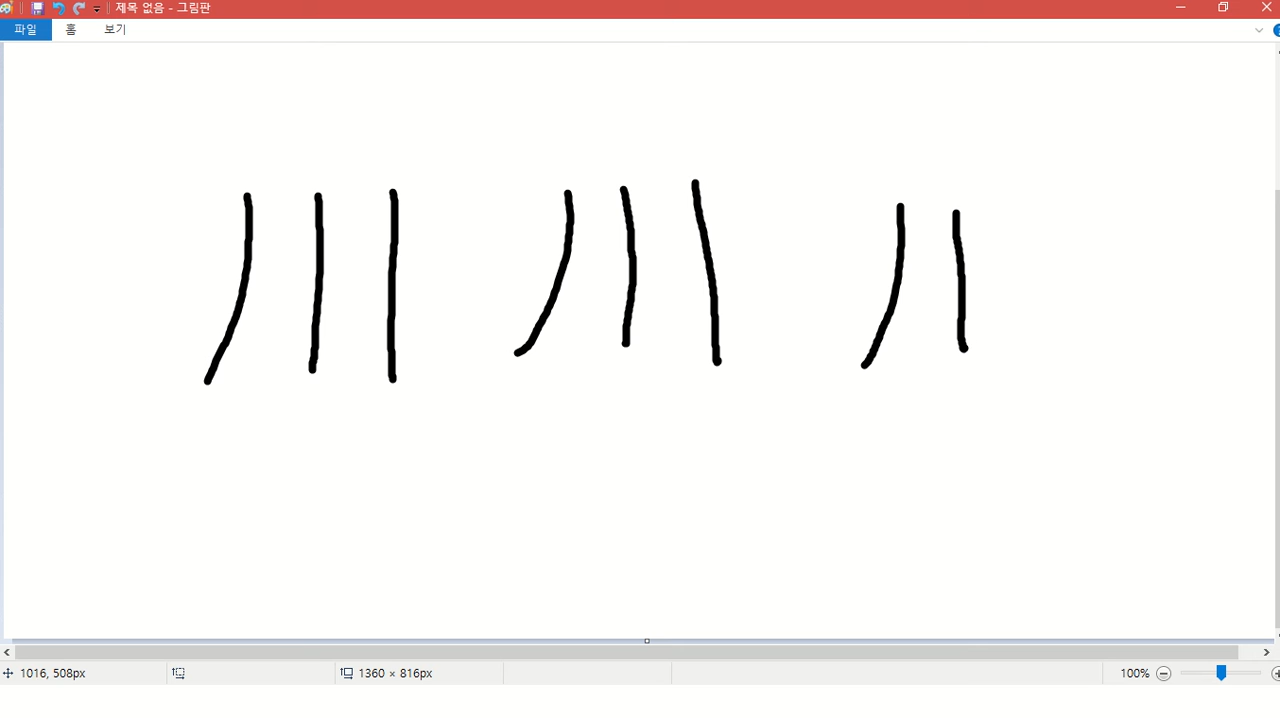 제목 없음 - 그림판
파일 홈 보기
川 川 八
1016, 508px 1360 × 816px 100%